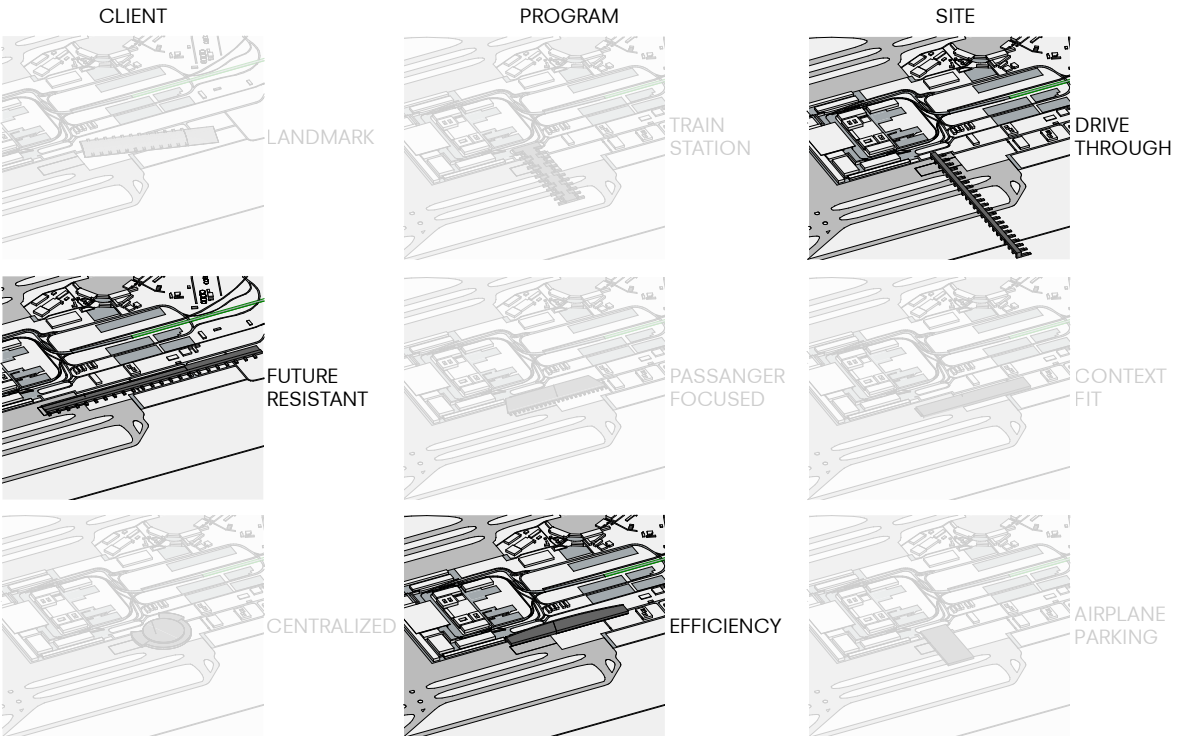 CLIENT
PROGRAM
SITE
LANDMARK
TRAIN
STATION
DRIVE
THROUGH
FUTURE
RESISTANT
PASSANGER
FOCUSED
CONTEXT
FIT
CENTRALIZED
EFFICIENCY
AIRPLANE
PARKING